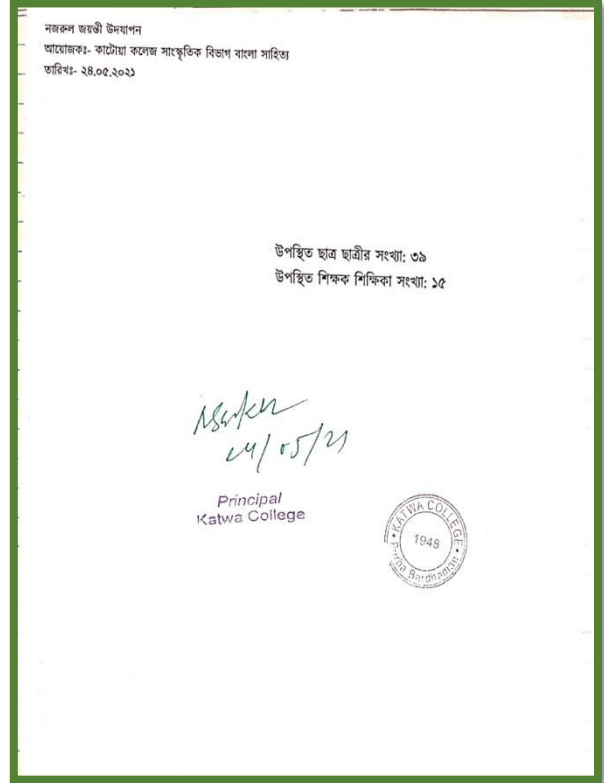 নজরুল জয়ন্তী উদযাপন
আয়োজকঃ- কাটোয়া কলেজ সাংস্কৃতিক বিভাগ বাংলা সাহিত্য
তারিখঃ- ২৪.০৫.২০২১
উপস্থিত ছাত্র ছাত্রীর সংখ্যা: ৩৯
উপস্থিত শিক্ষক শিক্ষিকা সংখ্যা: ১৫
24/05/21
Principal
Katwa College
KATWA COLLEGE
1948
Purba Bardhaman